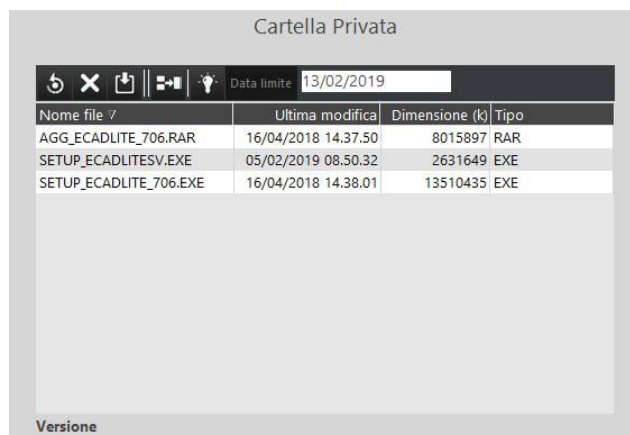 Cartella Privata
Data limite 13/02/2019
Nome file Ultima modifica Dimensione (k) Tipo
AGG_ECADLITE_706.RAR 16/04/2018 14.37.50 8015897 RAR
SETUP_ECADLITESV.EXE 05/02/2019 08.50.32 2631649 EXE
SETUP_ECADLITE_706.EXE 16/04/2018 14.38.01 13510435 EXE
Versione